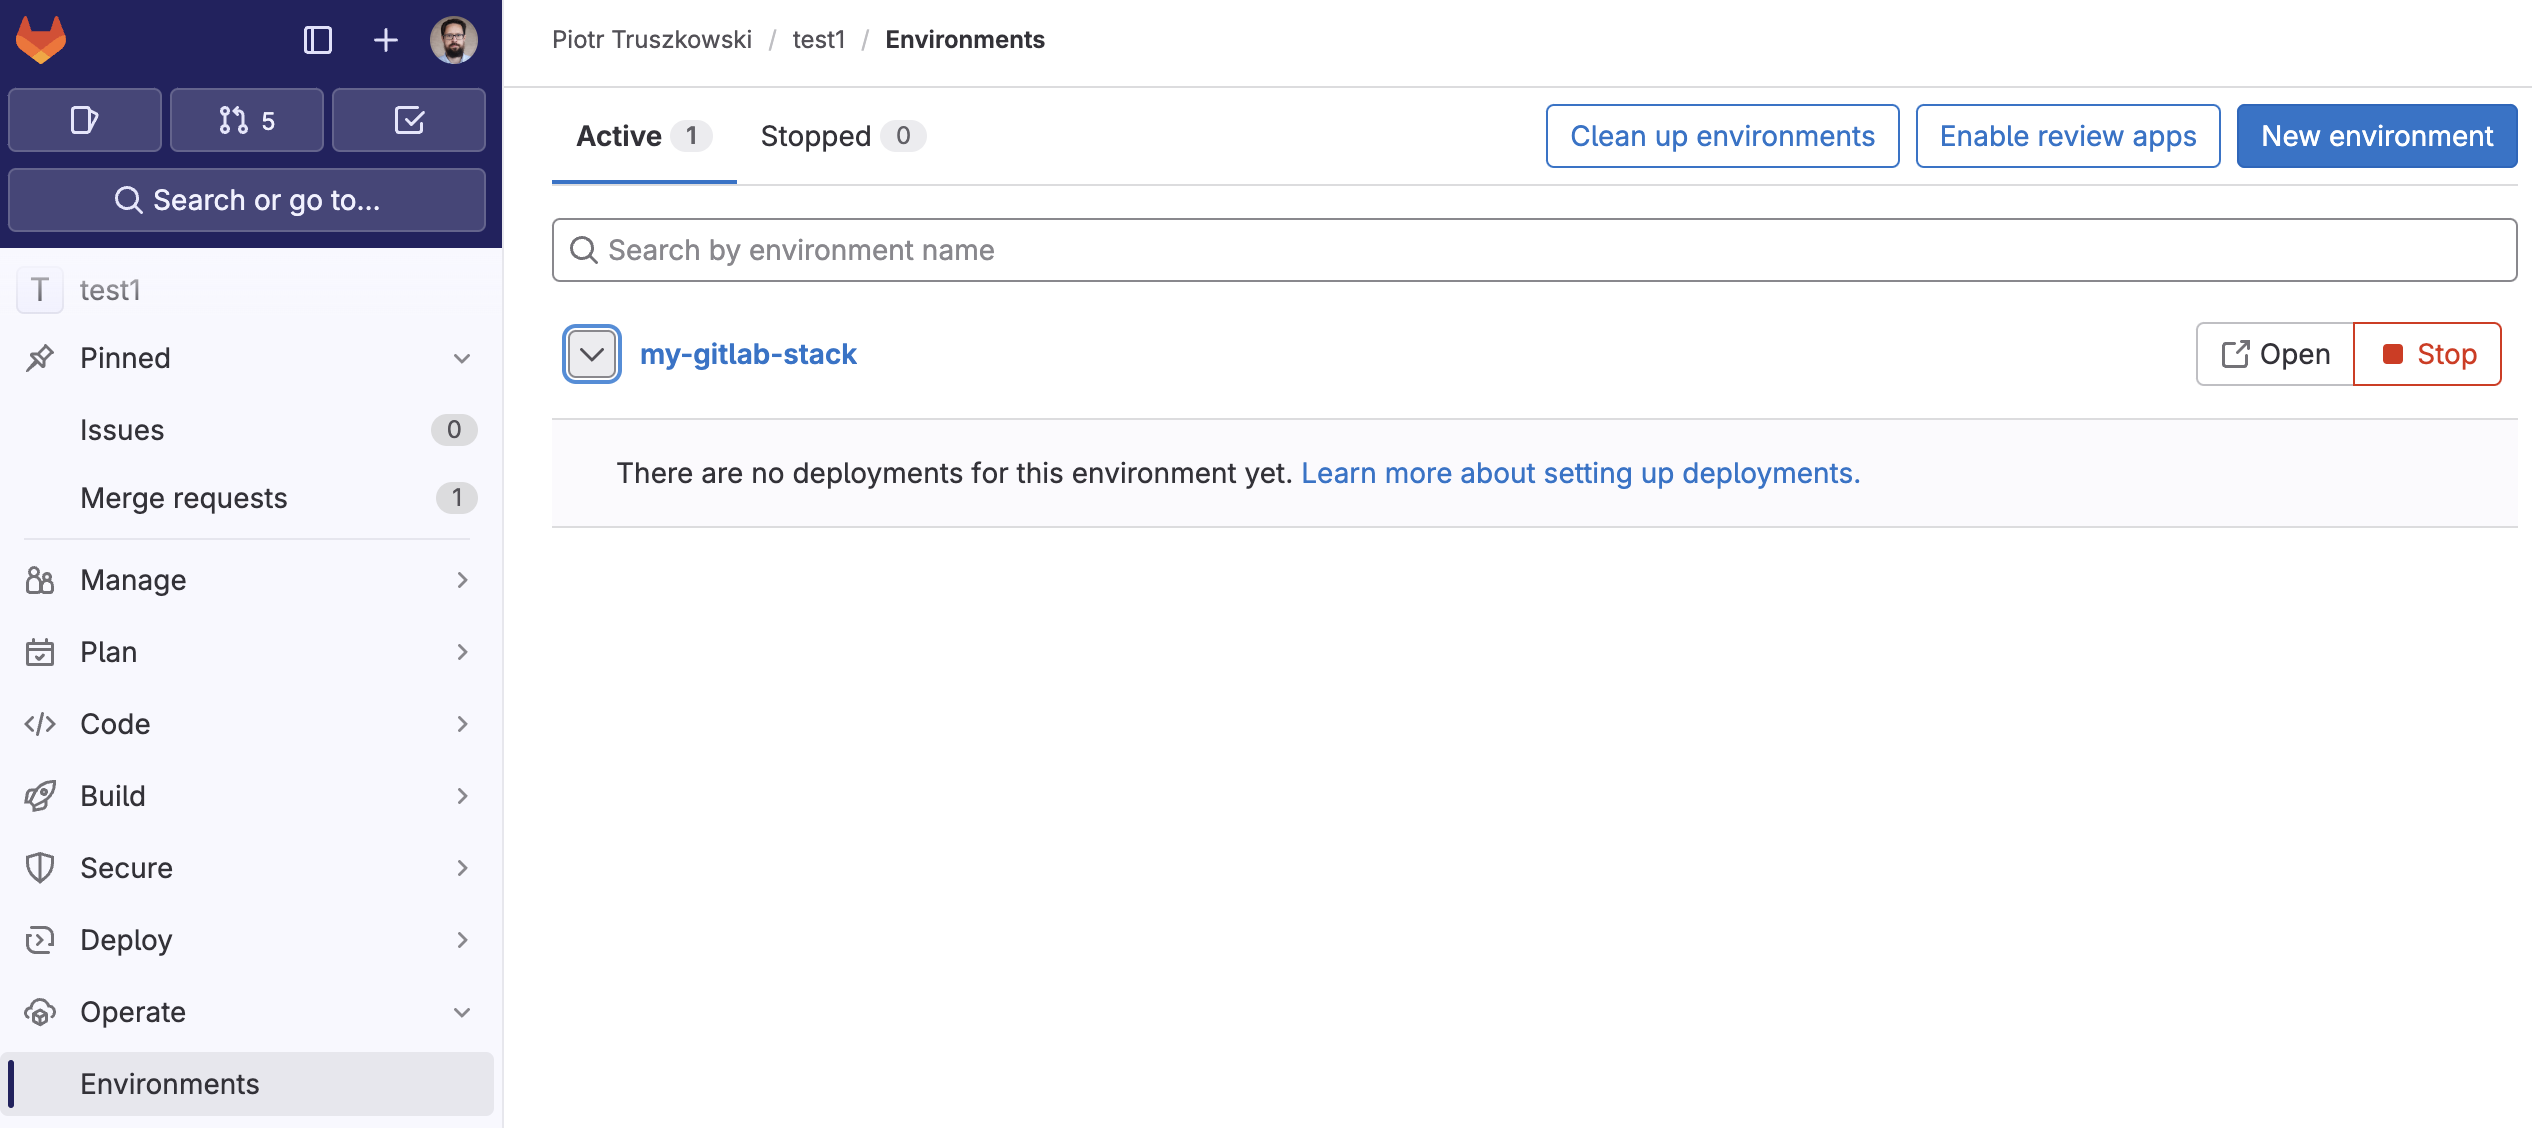 Piotr Truszkowski / test1 / Environments
5
Search or go to...
T test1
Pinned
Issues 0
Merge requests 1
Manage
Plan
Code
Build
Secure
Deploy
Operate
Environments
Active 1 Stopped 0 Clean up environments Enable review apps New environment
Search by environment name
my-gitlab-stack Open Stop
There are no deployments for this environment yet. Learn more about setting up deployments.